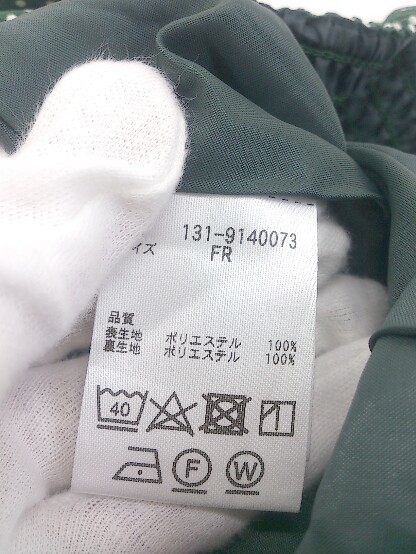 131-9140073
イズ FR
品質
表生地 ポリエステル 100%
裏生地 ポリエステル 100%
40
F W